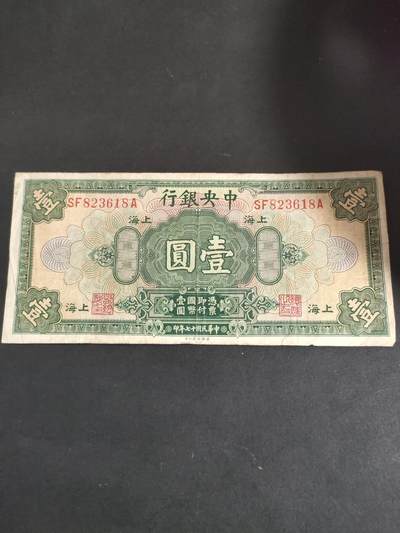 中央銀行
SF823618A SF823618A
上海 上海
壹 壹
壹圓
憑票即付國幣壹圓
上海 上海
壹 壹
中華民國十七年印